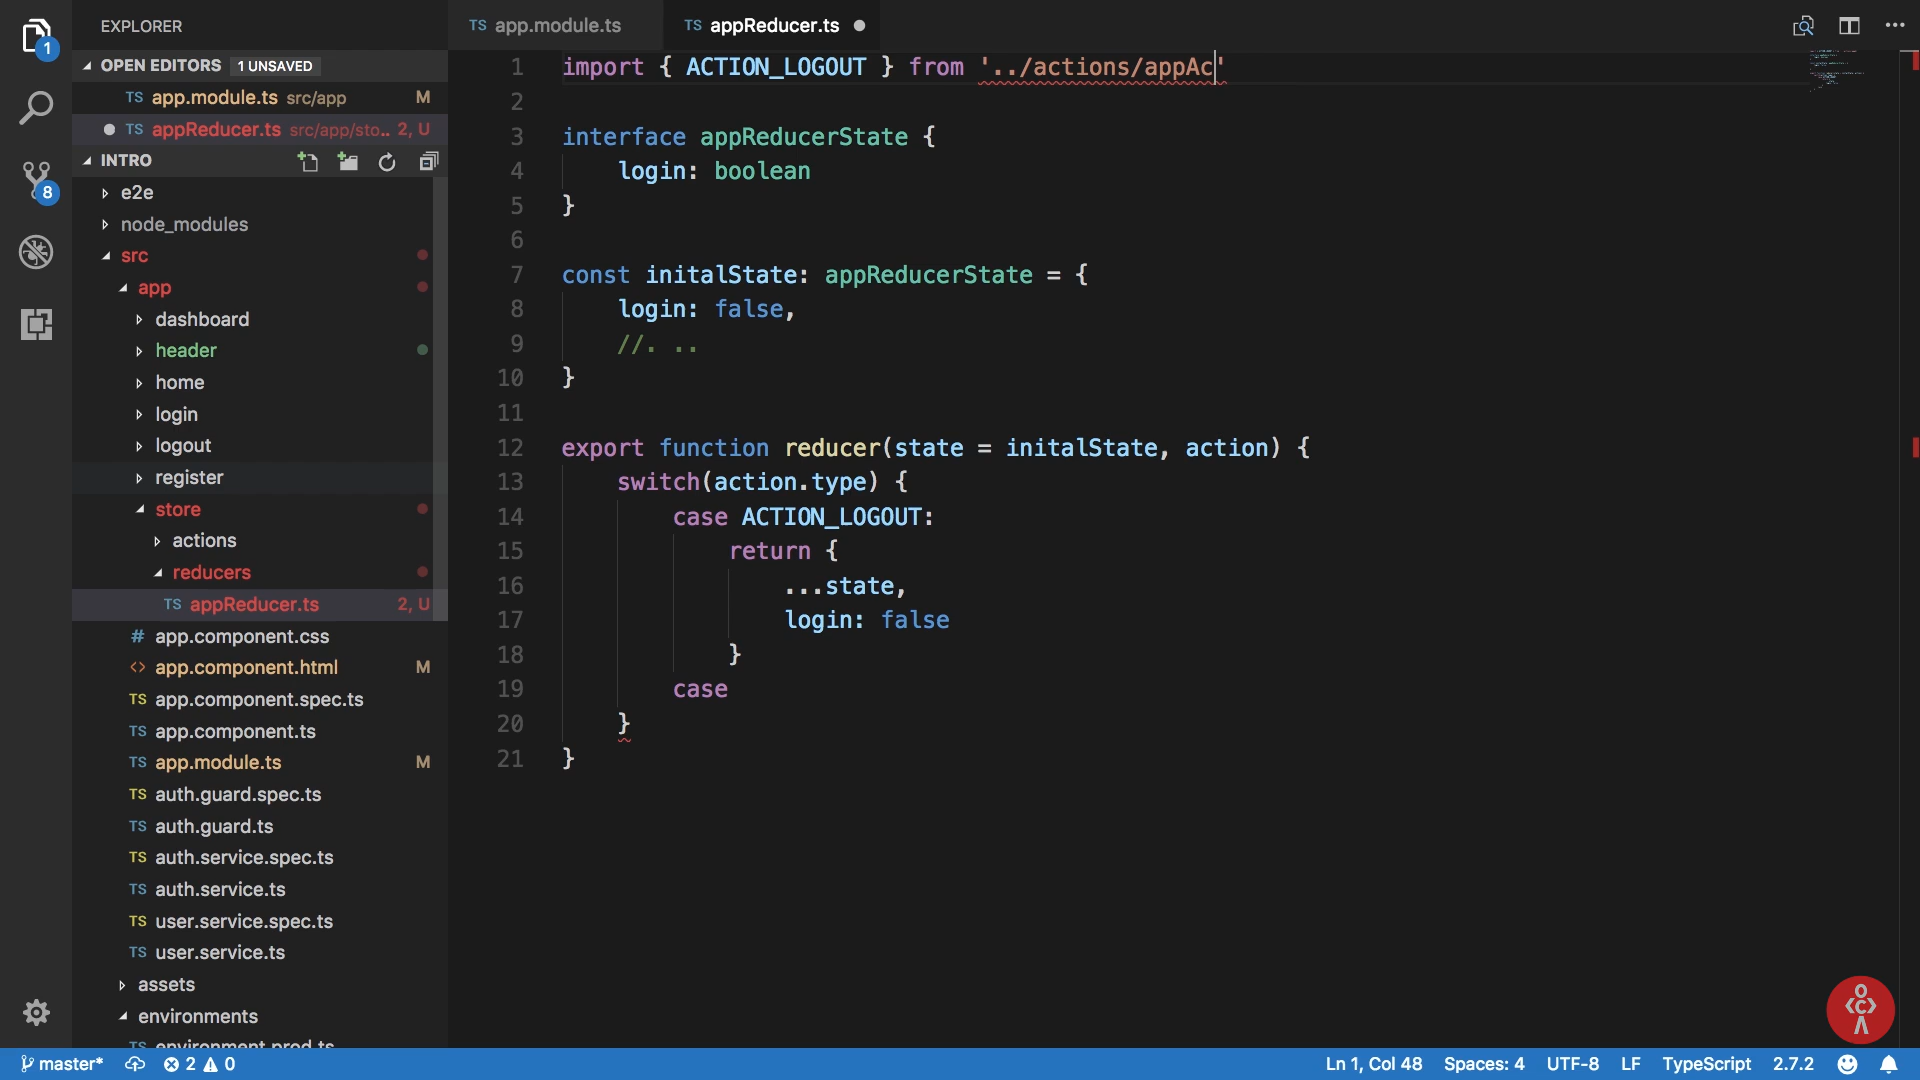 EXPLORER
OPEN EDITORS 1 UNSAVED
TS app.module.ts src/app M
TS appReducer.ts src/app/sto... 2, U
INTRO
e2e
node_modules
src
app
dashboard
header
home
login
logout
register
store
actions
reducers
TS appReducer.ts 2, U
# app.component.css
<> app.component.html M
TS app.component.spec.ts
TS app.component.ts
TS app.module.ts M
TS auth.guard.spec.ts
TS auth.guard.ts
TS auth.service.spec.ts
TS auth.service.ts
TS user.service.spec.ts
TS user.service.ts
assets
environments
TS environment.prod.ts
1
8
TS app.module.ts
TS appReducer.ts
1 import { ACTION_LOGOUT } from '../actions/appAc'
2
3 interface appReducerState {
4 login: boolean
5 }
6
7 const initalState: appReducerState = {
8 login: false,
9 //. ..
10 }
11
12 export function reducer(state = initalState, action) {
13 switch(action.type) {
14 case ACTION_LOGOUT:
15 return {
16 ...state,
17 login: false
18 }
19 case
20 }
21 }
master* 2 0 Ln 1, Col 48 Spaces: 4 UTF-8 LF TypeScript 2.7.2